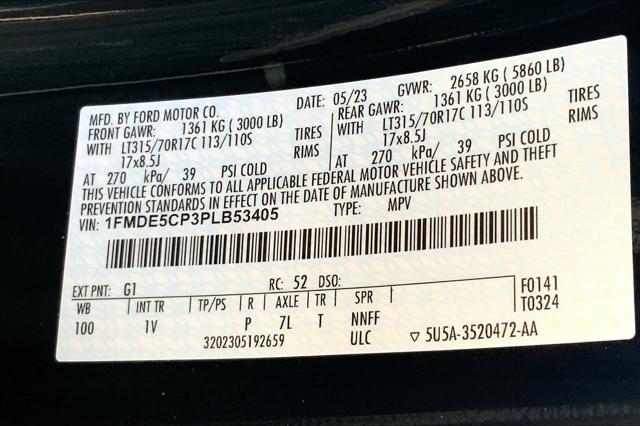 MFD. BY FORD MOTOR CO.
DATE: 05/23 GVWR: 2658 KG ( 5860 LB)
FRONT GAWR: 1361 KG ( 3000 LB) REAR GAWR: 1361 KG ( 3000 LB)
WITH LT315/70R17C 113/110S TIRES WITH LT315/70R17C 113/110S TIRES
17x8.5J RIMS 17x8.5J RIMS
AT 270 kPa/ 39 PSI COLD AT 270 kPa/ 39 PSI COLD
THIS VEHICLE CONFORMS TO ALL APPLICABLE FEDERAL MOTOR VEHICLE SAFETY AND THEFT
PREVENTION STANDARDS IN EFFECT ON THE DATE OF MANUFACTURE SHOWN ABOVE.
VIN: 1FMDE5CP3PLB53405 TYPE: MPV
EXT PNT: G1 RC: 52 DSO: F0141
WB INT TR TP/PS R AXLE TR SPR T0324
100 1V P 7L T NNFF
3202305192659 ULC ▽ 5U5A-3520472-AA